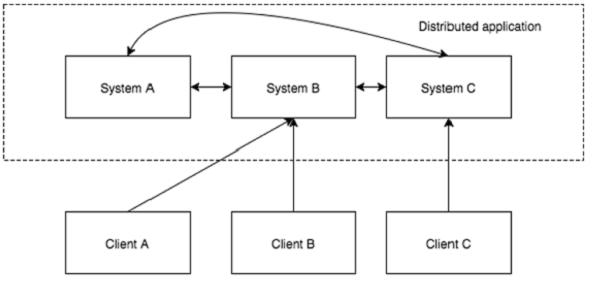 Distributed application
System A
System B
System C
Client A
Client B
Client C